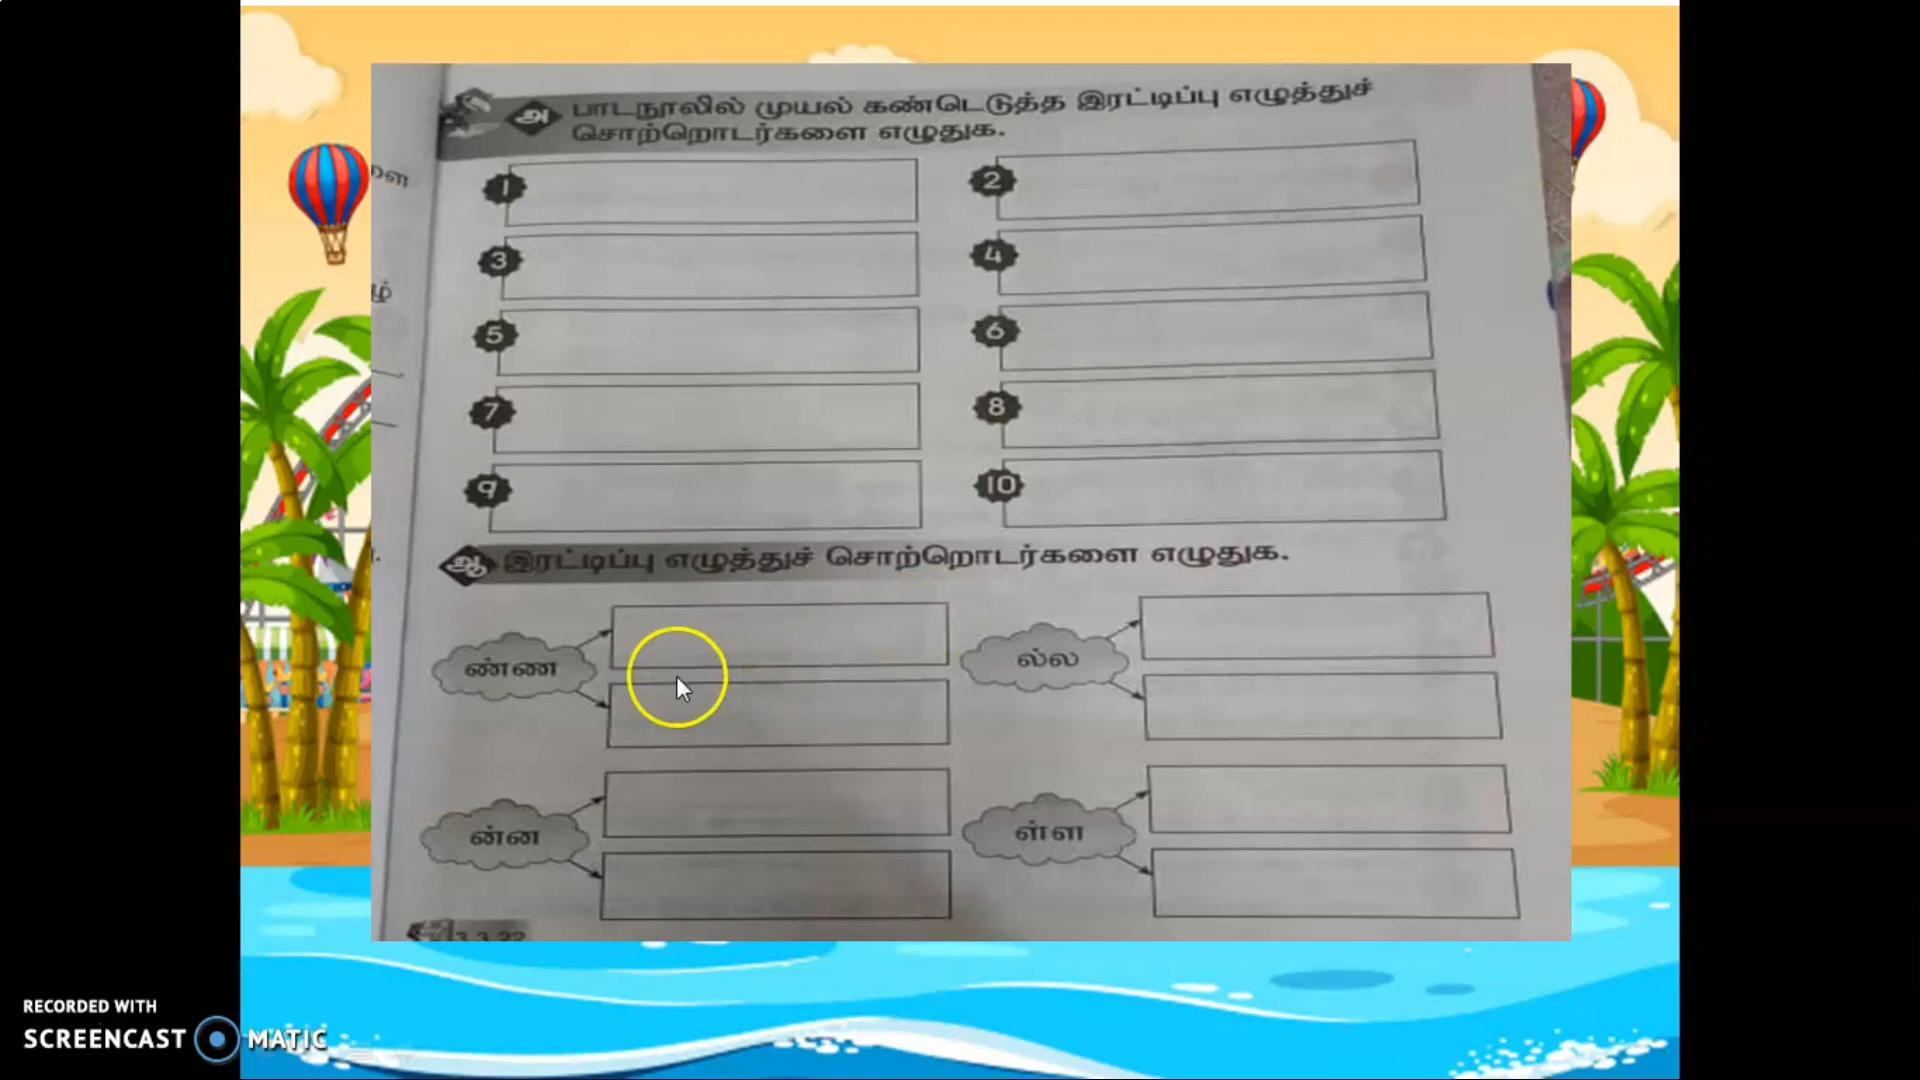 அ பாடநூலில் முயல் கண்டெடுத்த இரட்டிப்பு எழுத்துச்
சொற்றொடர்களை எழுதுக.
ளை
1
2
3
4
ழ்
5
6
7
8
9
10
ஆ இரட்டிப்பு எழுத்துச் சொற்றொடர்களை எழுதுக.
ண்ண
ல்ல
ன்ன
ள்ள
RECORDED WITH
SCREENCAST MATIC